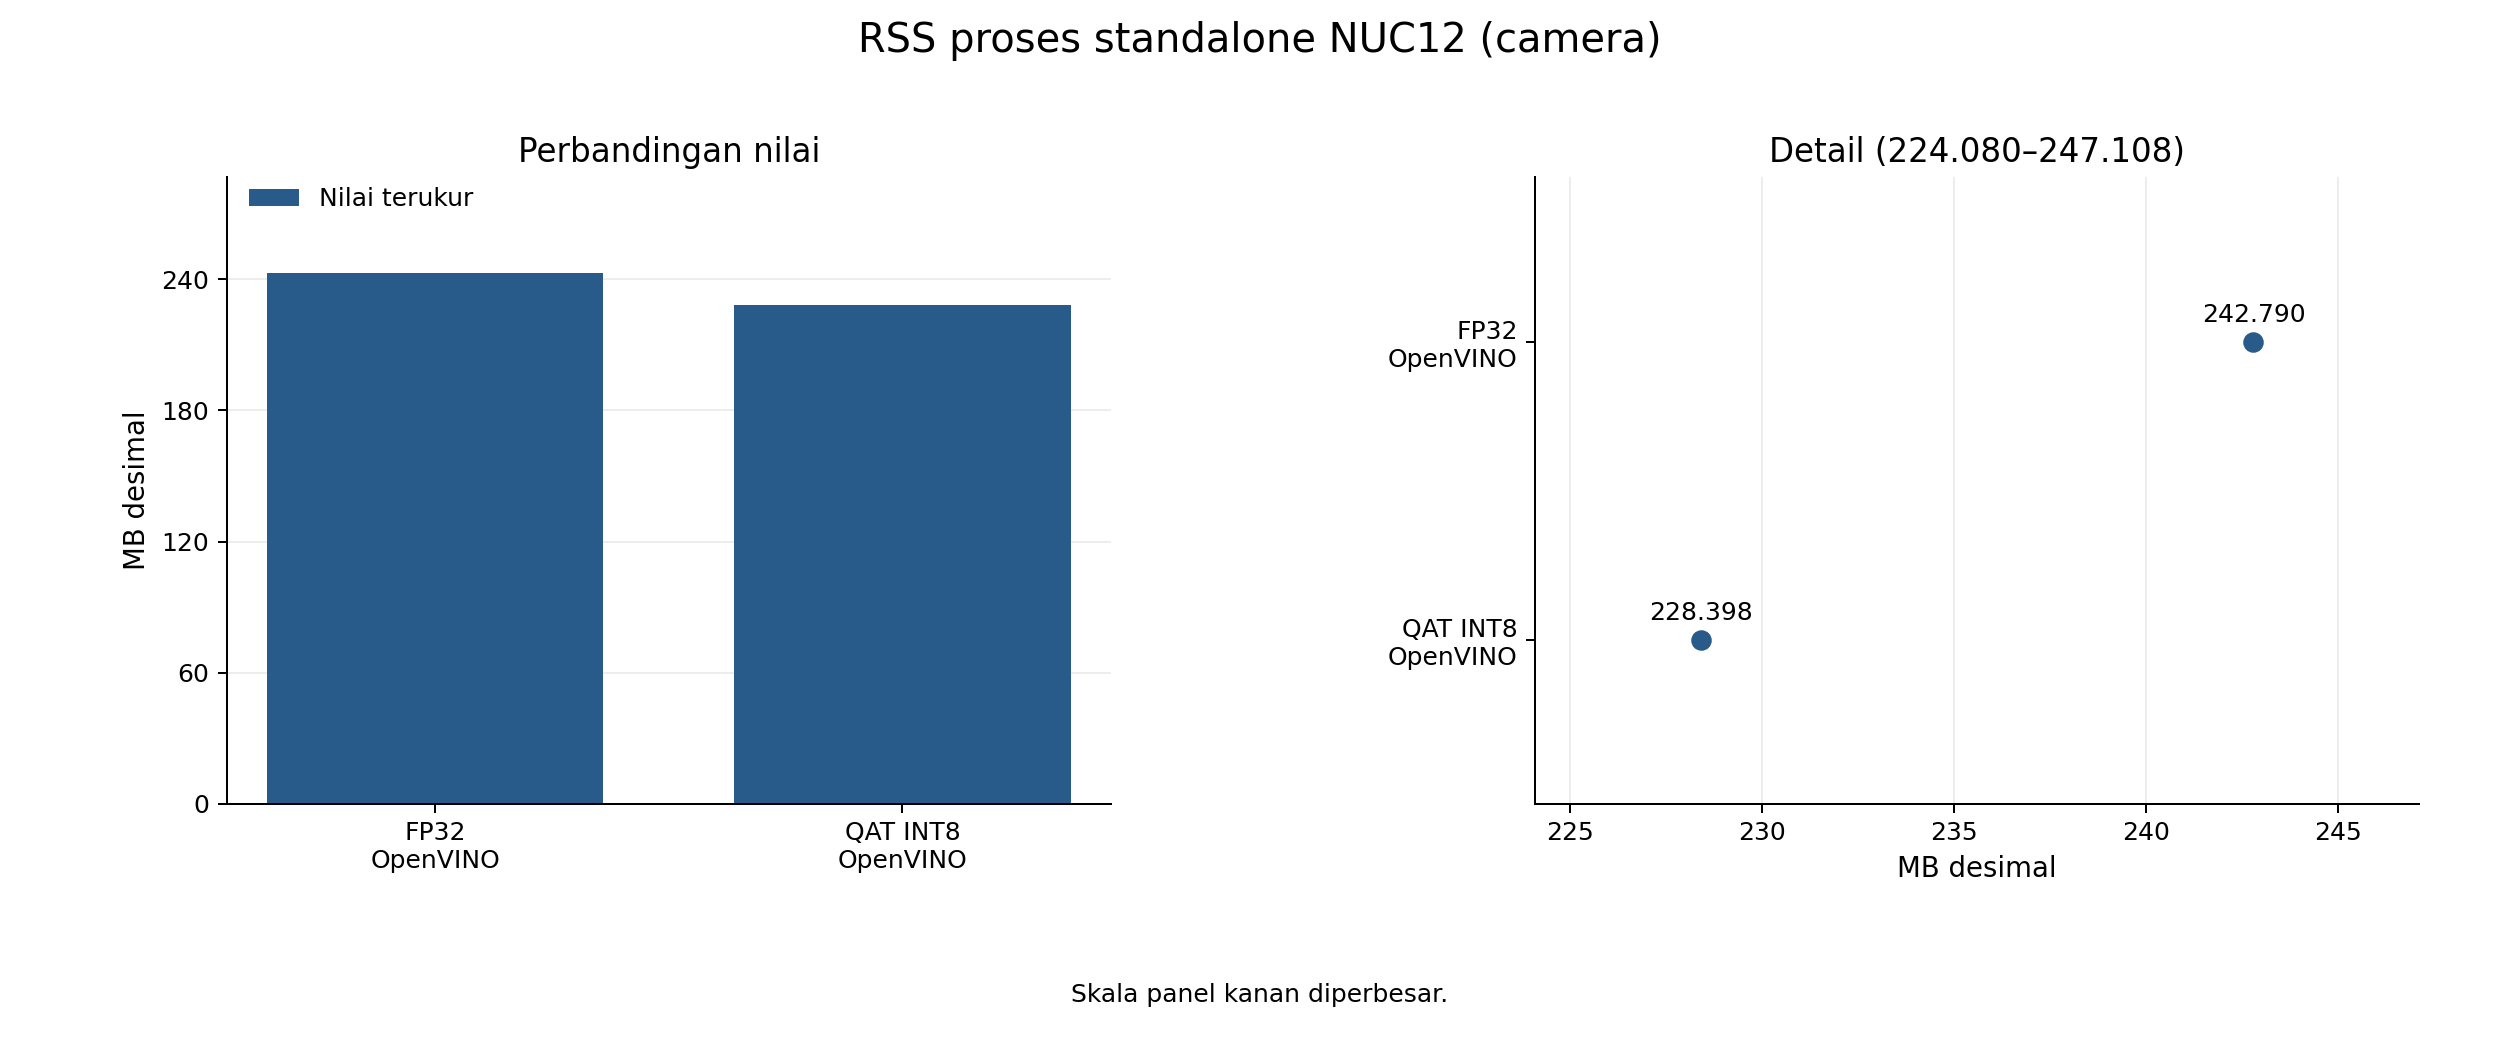 RSS proses standalone NUC12 (camera)
Perbandingan nilai
Nilai terukur
MB desimal
240
180
120
60
0
FP32
OpenVINO
QAT INT8
OpenVINO
Detail (224.080–247.108)
FP32
OpenVINO
242.790
QAT INT8
OpenVINO
228.398
225
230
235
240
245
MB desimal
Skala panel kanan diperbesar.